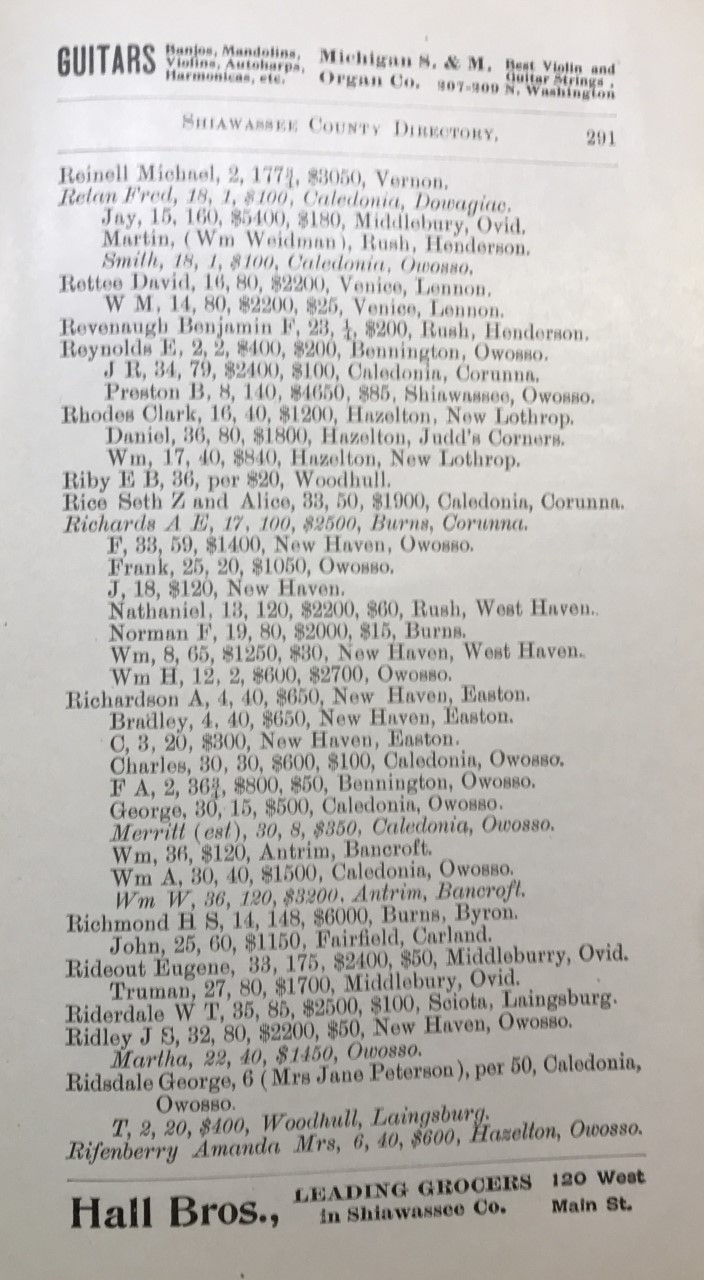 GUITARS Banjos, Mandolins, Violins, Autoharps, Harmonicas, etc. Michigan S. & M. Organ Co. 207-209 N. Washington Best Violin and Guitar Strings,
SHIAWASSEE COUNTY DIRECTORY. 291
Reinell Michael, 2, 177¾, $3050, Vernon.
Relan Fred, 18, 1, $100, Caledonia, Dowagiac.
Jay, 15, 160, $5400, $180, Middlebury, Ovid.
Martin, (Wm Weidman), Rush, Henderson.
Smith, 18, 1, $100, Caledonia, Owosso.
Rettee David, 16, 80, $2200, Venice, Lennon.
W M, 14, 80, $2200, $25, Venice, Lennon.
Revenaugh Benjamin F, 23, ¼, $200, Rush, Henderson.
Reynolds E, 2, 2, $400, $200, Bennington, Owosso.
J R, 34, 79, $2400, $100, Caledonia, Corunna.
Preston B, 8, 140, $4650, $85, Shiawassee, Owosso.
Rhodes Clark, 16, 40, $1200, Hazelton, New Lothrop.
Daniel, 36, 80, $1800, Hazelton, Judd's Corners.
Wm, 17, 40, $840, Hazelton, New Lothrop.
Riby E B, 36, per $20, Woodhull.
Rice Seth Z and Alice, 33, 50, $1900, Caledonia, Corunna.
Richards A E, 17, 100, $2500, Burns, Corunna.
F, 33, 59, $1400, New Haven, Owosso.
Frank, 25, 20, $1050, Owosso.
J, 18, $120, New Haven.
Nathaniel, 13, 120, $2200, $60, Rush, West Haven..
Norman F, 19, 80, $2000, $15, Burns.
Wm, 8, 65, $1250, $30, New Haven, West Haven.
Wm H, 12, 2, $600, $2700, Owosso.
Richardson A, 4, 40, $650, New Haven, Easton.
Bradley, 4, 40, $650, New Haven, Easton.
C, 3, 20, $300, New Haven, Easton.
Charles, 30, 30, $600, $100, Caledonia, Owosso.
F A, 2, 36¾, $800, $50, Bennington, Owosso.
George, 30, 15, $500, Caledonia, Owosso.
Merritt (est), 30, 8, $350, Caledonia, Owosso.
Wm, 36, $120, Antrim, Bancroft.
Wm A, 30, 40, $1500, Caledonia, Owosso.
Wm W, 36, 120, $3200, Antrim, Bancroft.
Richmond H S, 14, 148, $6000, Burns, Byron.
John, 25, 60, $1150, Fairfield, Carland.
Rideout Eugene, 33, 175, $2400, $50, Middleburry, Ovid.
Truman, 27, 80, $1700, Middlebury, Ovid.
Riderdale W T, 35, 85, $2500, $100, Sciota, Laingsburg.
Ridley J S, 32, 80, $2200, $50, New Haven, Owosso.
Martha, 22, 40, $1450, Owosso.
Ridsdale George, 6 (Mrs Jane Peterson), per 50, Caledonia,
Owosso.
T, 2, 20, $400, Woodhull, Laingsburg.
Rifenberry Amanda Mrs, 6, 40, $600, Hazelton, Owosso.
Hall Bros., LEADING GROCERS in Shiawassee Co. 120 West Main St.